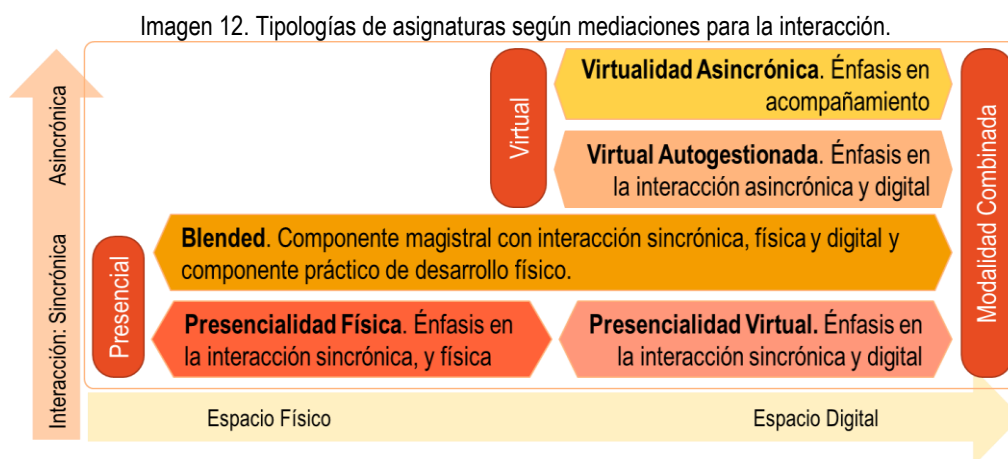 Imagen 12. Tipologías de asignaturas según mediaciones para la interacción.
Asincrónica
Interacción: Sincrónica
Virtual
Virtualidad Asincrónica. Énfasis en
acompañamiento
Virtual Autogestionada. Énfasis en
la interacción asincrónica y digital
Modalidad Combinada
Presencial
Blended. Componente magistral con interacción sincrónica, física y digital y
componente práctico de desarrollo físico.
Presencialidad Física. Énfasis en
la interacción sincrónica, y física
Presencialidad Virtual. Énfasis en
la interacción sincrónica y digital
Espacio Físico
Espacio Digital